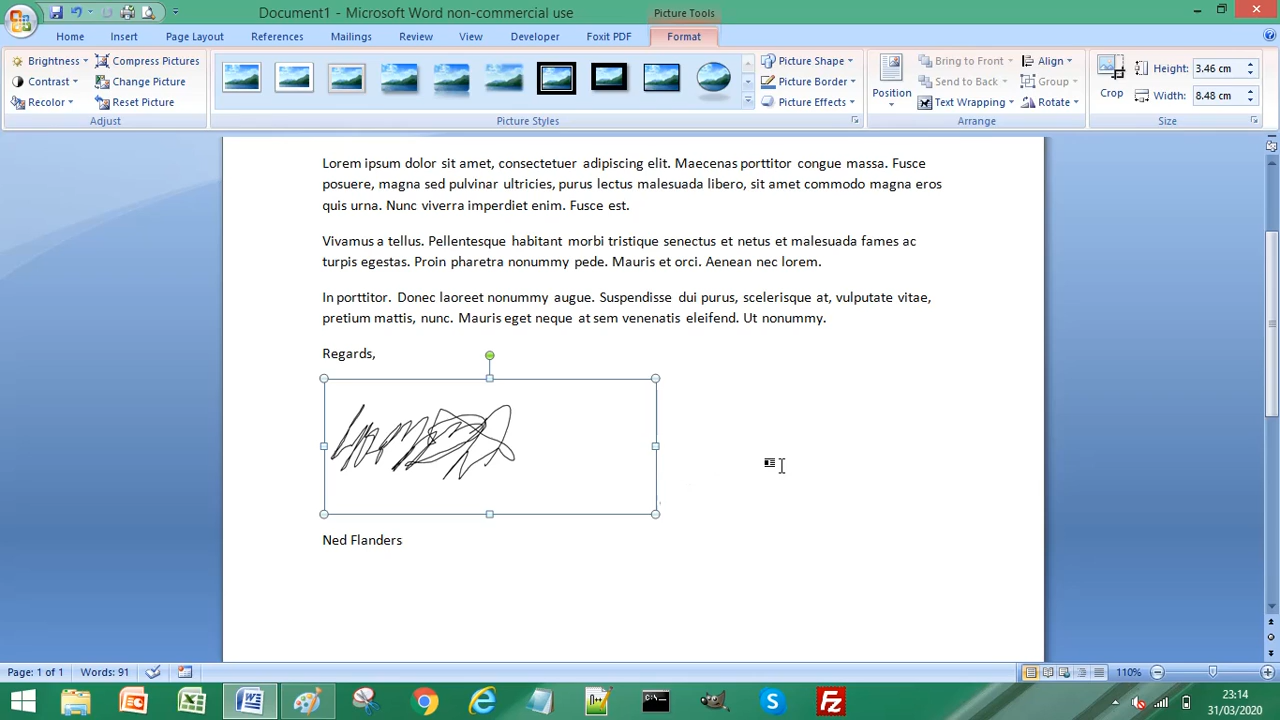 Document1 - Microsoft Word non-commercial use
Picture Tools
Home
Insert
Page Layout
References
Mailings
Review
View
Developer
Foxit PDF
Format
Brightness
Contrast
Recolor
Compress Pictures
Change Picture
Reset Picture
Adjust
Picture Styles
Picture Shape
Picture Border
Picture Effects
Position
Bring to Front
Send to Back
Text Wrapping
Align
Group
Rotate
Arrange
Crop
Height: 3.46 cm
Width: 8.48 cm
Size
Lorem ipsum dolor sit amet, consectetuer adipiscing elit. Maecenas porttitor congue massa. Fusce
posuere, magna sed pulvinar ultricies, purus lectus malesuada libero, sit amet commodo magna eros
quis urna. Nunc viverra imperdiet enim. Fusce est.
Vivamus a tellus. Pellentesque habitant morbi tristique senectus et netus et malesuada fames ac
turpis egestas. Proin pharetra nonummy pede. Mauris et orci. Aenean nec lorem.
In porttitor. Donec laoreet nonummy augue. Suspendisse dui purus, scelerisque at, vulputate vitae,
pretium mattis, nunc. Mauris eget neque at sem venenatis eleifend. Ut nonummy.
Regards,
Ned Flanders
Page: 1 of 1
Words: 91
110%
23:14
31/03/2020